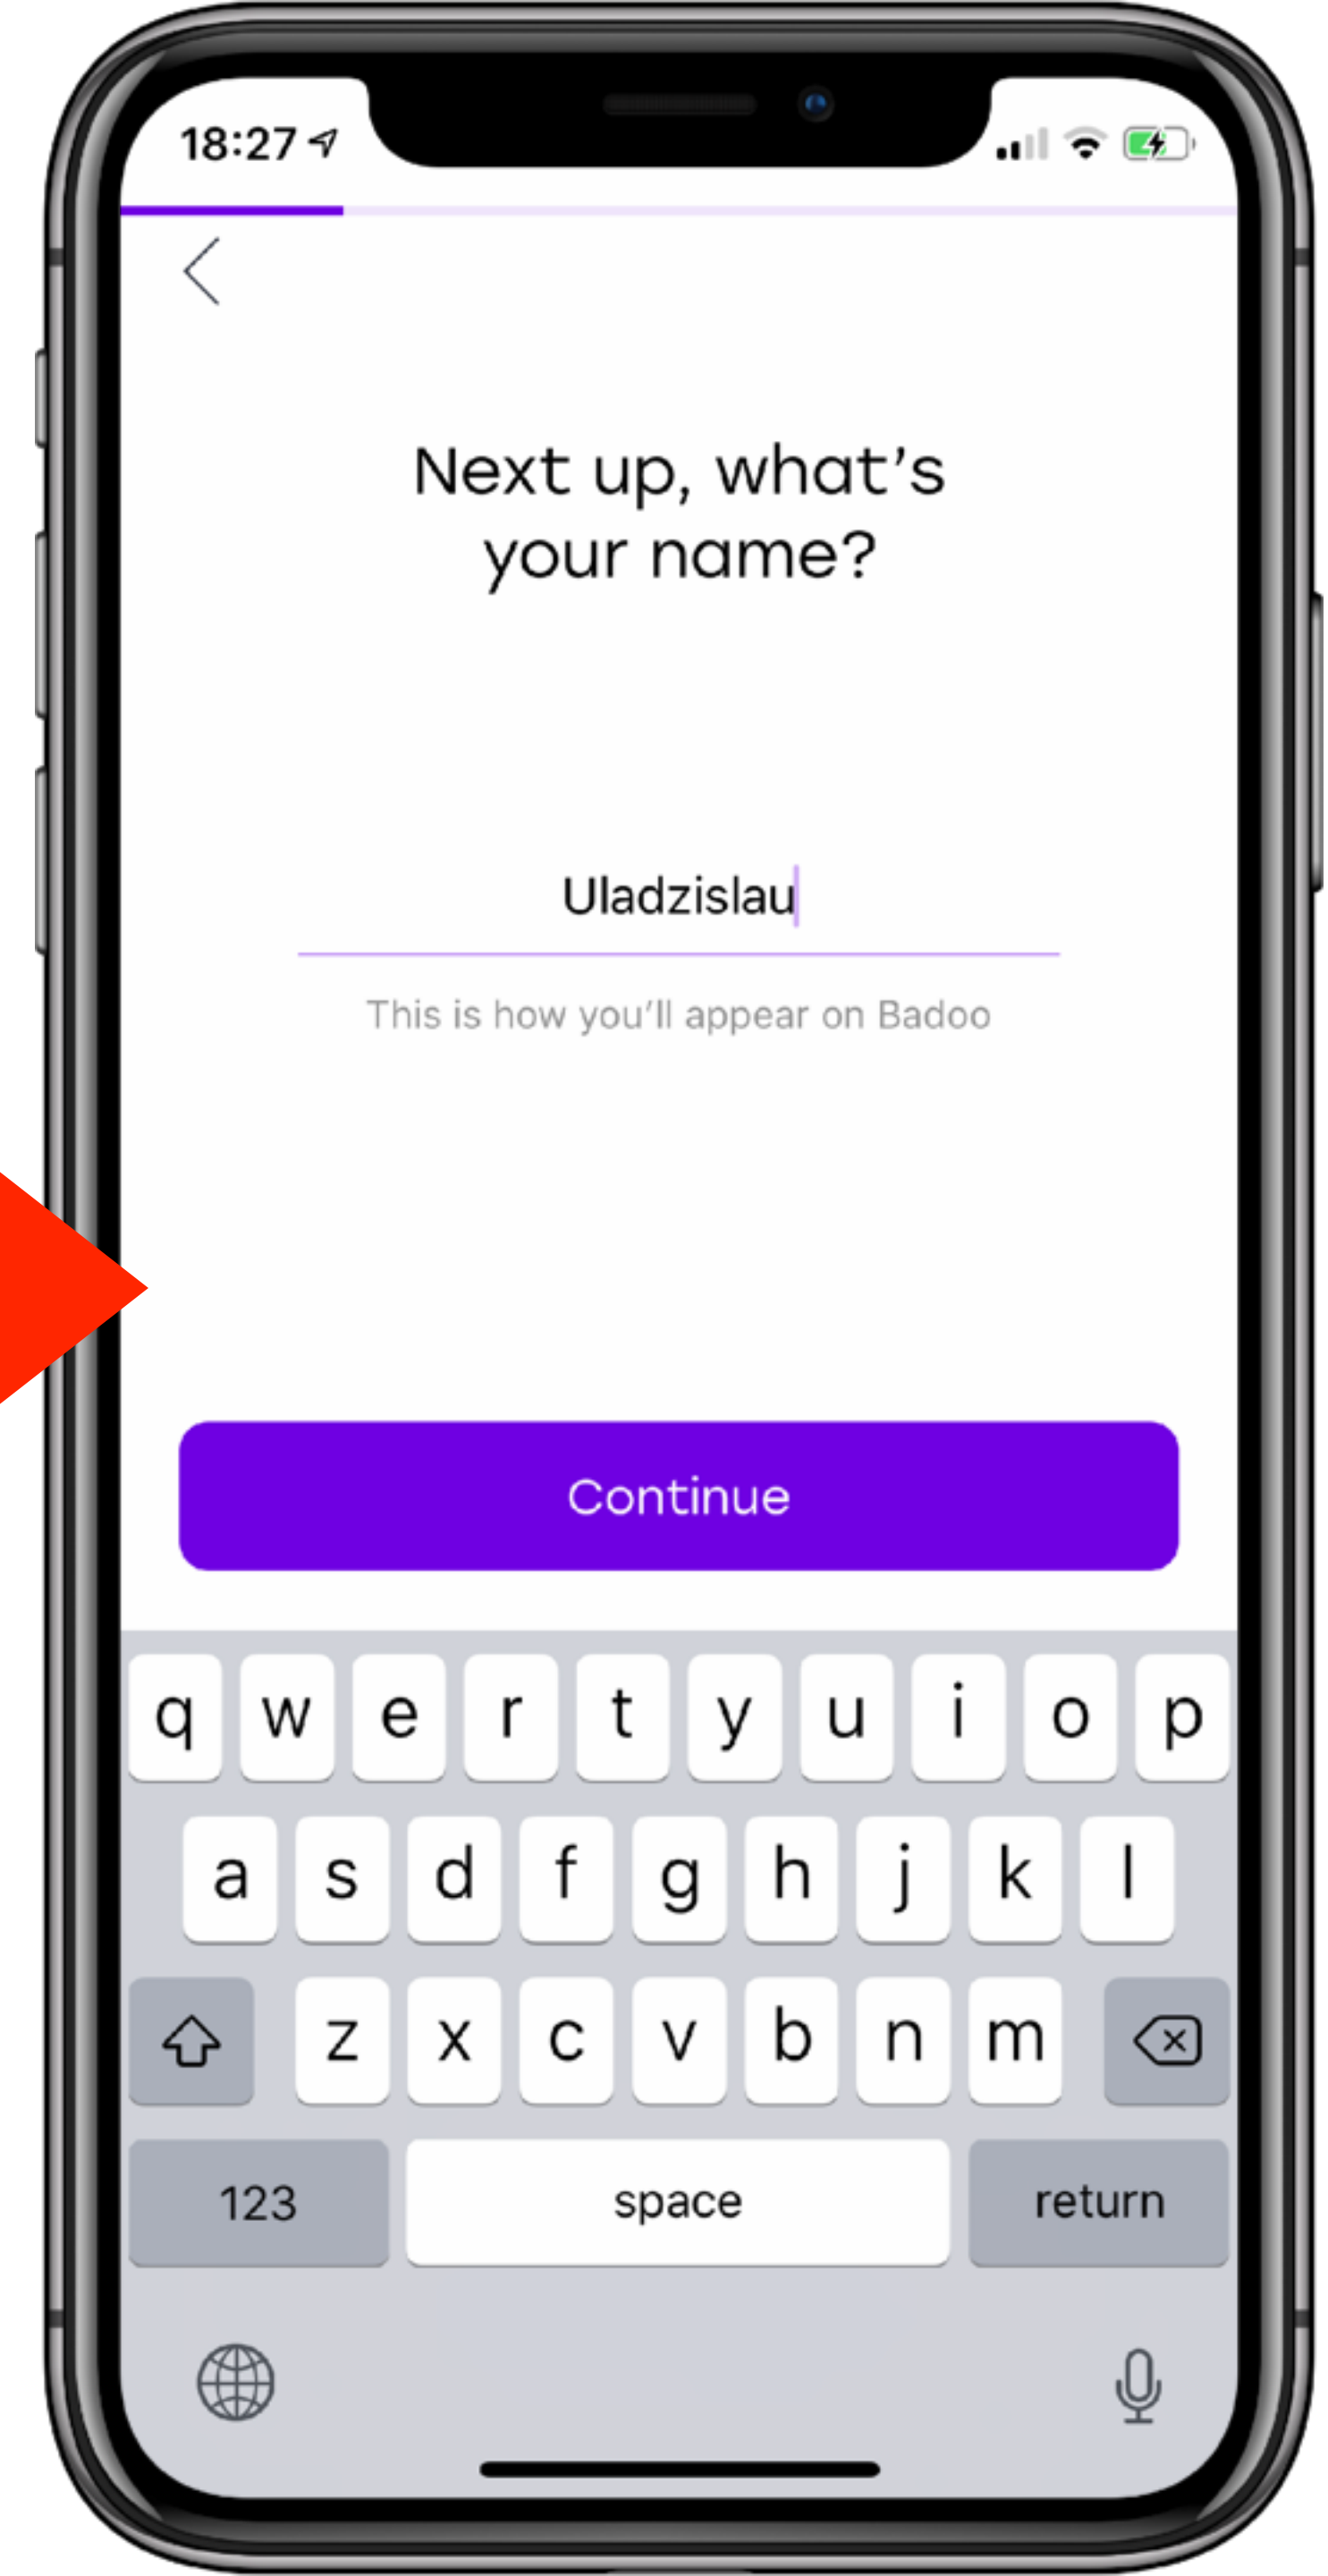 18:27
Next up, what's
your name?
Uladzislau
This is how you'll appear on Badoo
Continue
q w e r t y u i o p
a s d f g h j k l
z x c v b n m
123 space return